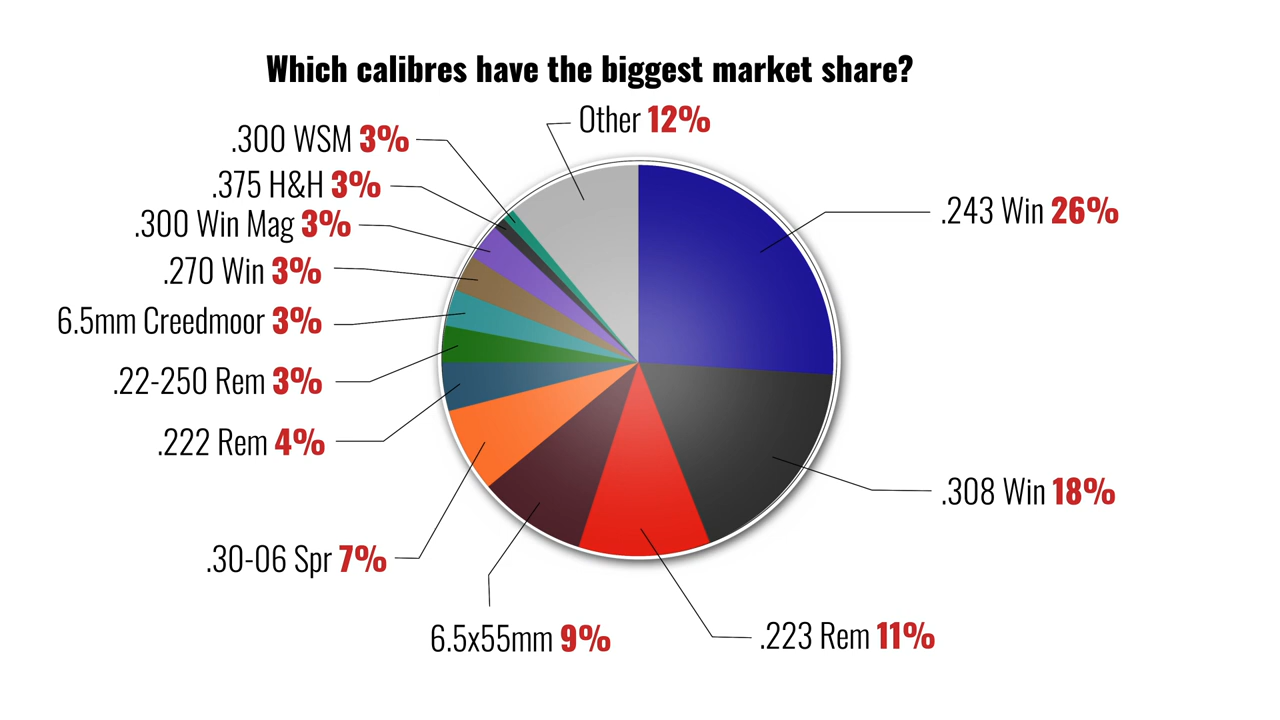 Which calibres have the biggest market share?
Other 12%
.300 WSM 3%
.375 H&H 3%
.300 Win Mag 3%
.270 Win 3%
6.5mm Creedmoor 3%
.22-250 Rem 3%
.222 Rem 4%
.30-06 Spr 7%
6.5x55mm 9%
.223 Rem 11%
.308 Win 18%
.243 Win 26%